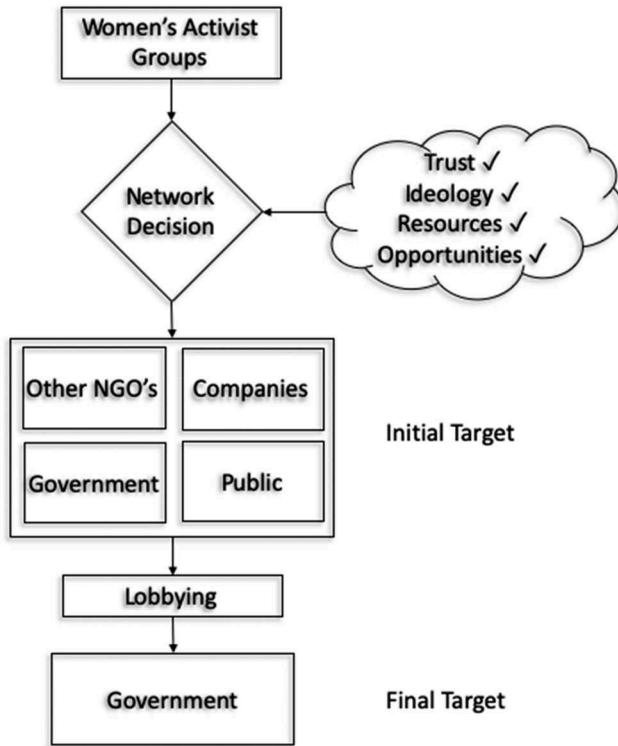 Women's Activist
Groups
Network
Decision
Trust ✓
Ideology ✓
Resources ✓
Opportunities ✓
Other NGO's
Companies
Government
Public
Initial Target
Lobbying
Government
Final Target